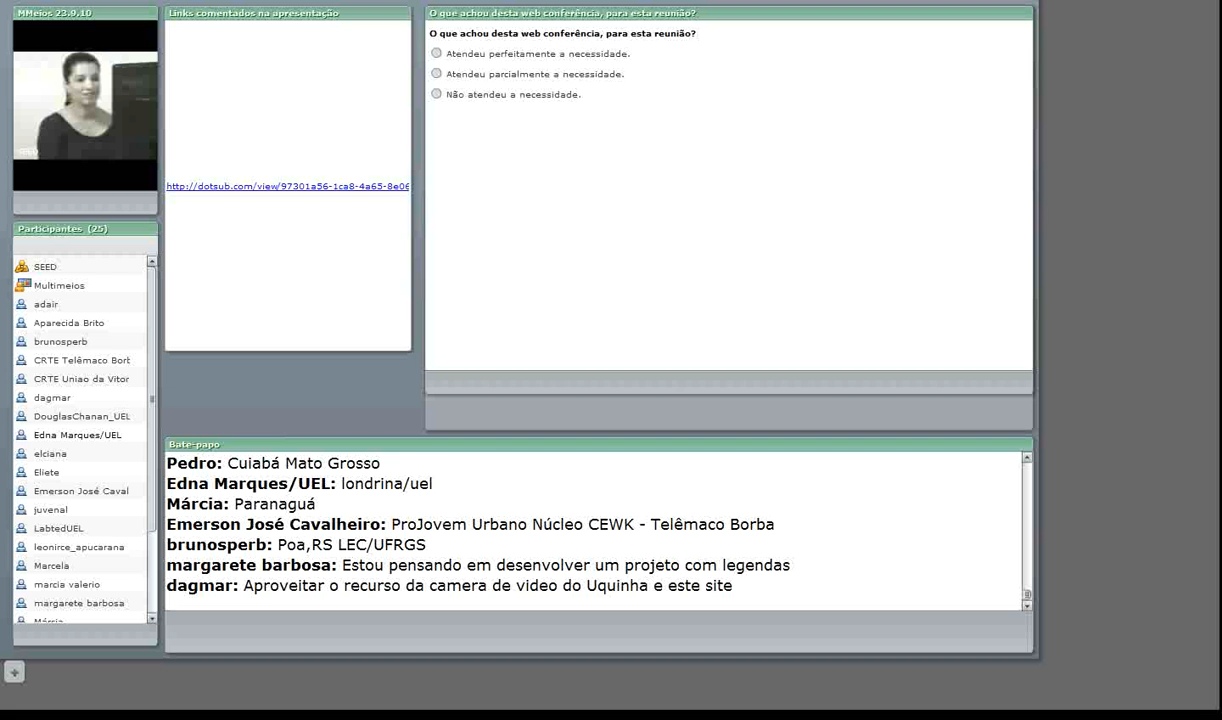 MMeios 23.9.10
Links comentados na apresentação
http://dotsub.com/view/97301a56-1ca8-4a65-8e06
O que achou desta web conferência, para esta reunião?
O que achou desta web conferência, para esta reunião?
Atendeu perfeitamente a necessidade.
Atendeu parcialmente a necessidade.
Não atendeu a necessidade.
Participantes (25)
SEED
Multimeios
adair
Aparecida Brito
brunosperb
CRTE Telêmaco Bort
CRTE Uniao da Vitor
dagmar
DouglasChanan_UEL
Edna Marques/UEL
elciana
Eliete
Emerson José Caval
juvenal
LabtedUEL
leonirce_apucarana
Marcela
marcia valerio
margarete barbosa
Márcia
Bate-papo
Pedro: Cuiabá Mato Grosso
Edna Marques/UEL: londrina/uel
Márcia: Paranaguá
Emerson José Cavalheiro: ProJovem Urbano Núcleo CEWK - Telêmaco Borba
brunosperb: Poa,RS LEC/UFRGS
margarete barbosa: Estou pensando em desenvolver um projeto com legendas
dagmar: Aproveitar o recurso da camera de video do Uquinha e este site